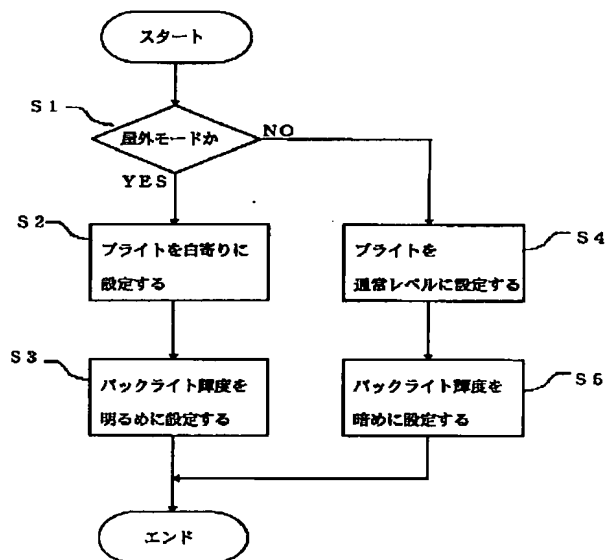 スタート
S1
屋外モードか
NO
YES
S2
ブライトを白寄りに
設定する
ブライトを
通常レベルに設定する
S4
S3
バックライト輝度を
明るめに設定する
バックライト輝度を
暗めに設定する
S5
エンド